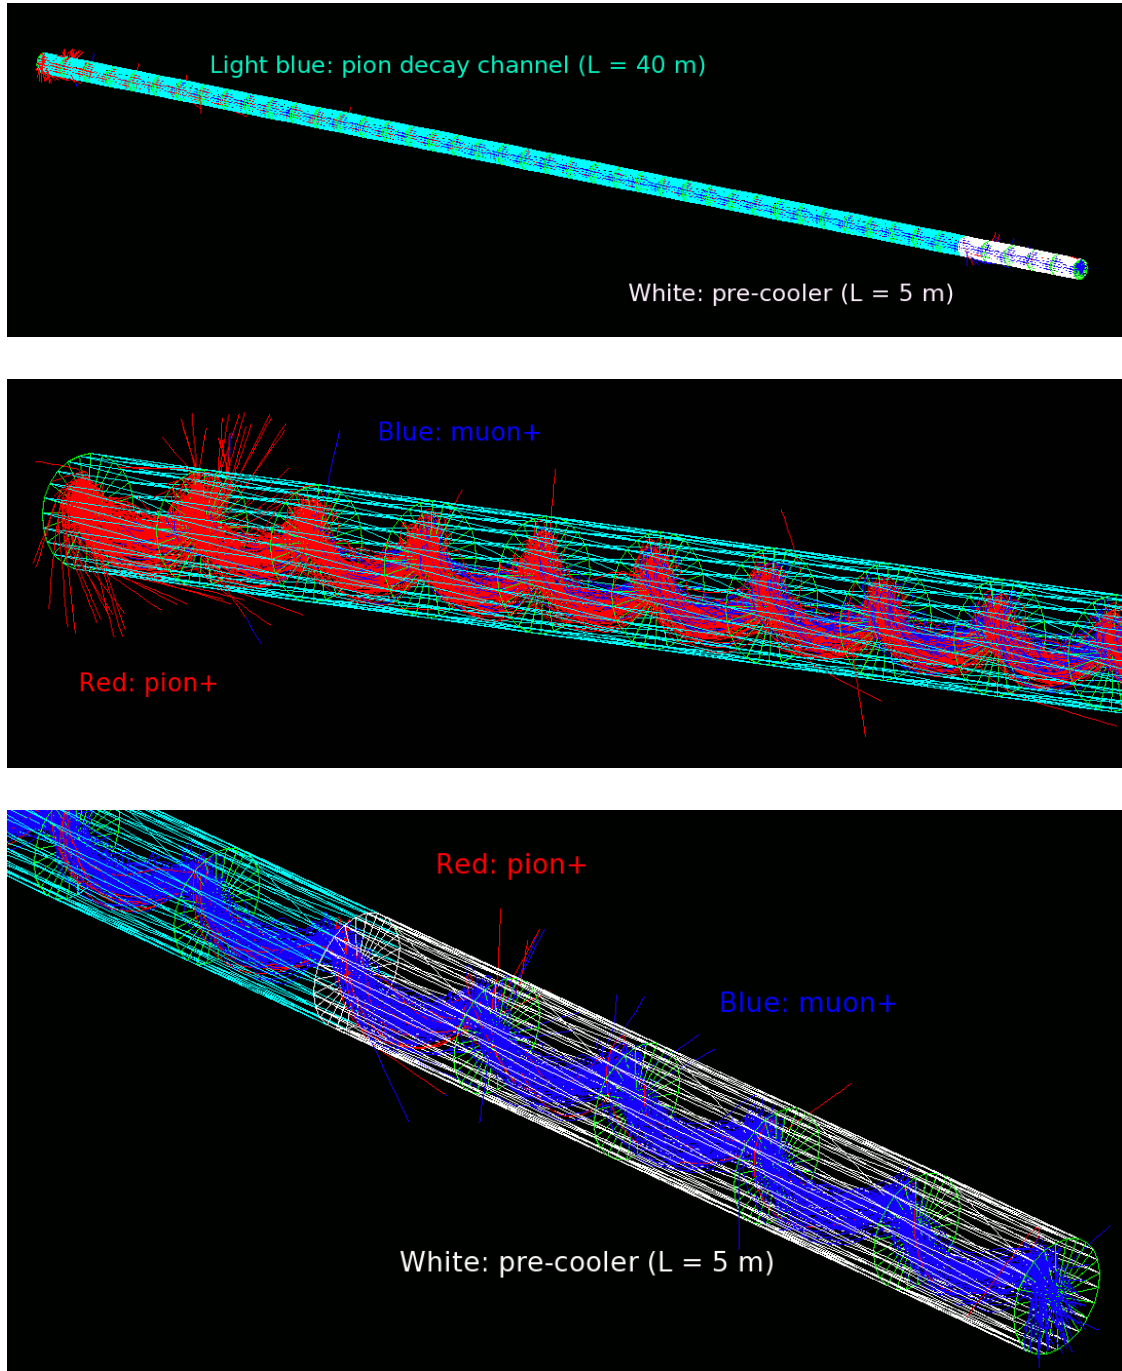 Light blue: pion decay channel (L = 40 m)
White: pre-cooler (L = 5 m)
Blue: muon+
Red: pion+
Red: pion+
Blue: muon+
White: pre-cooler (L = 5 m)